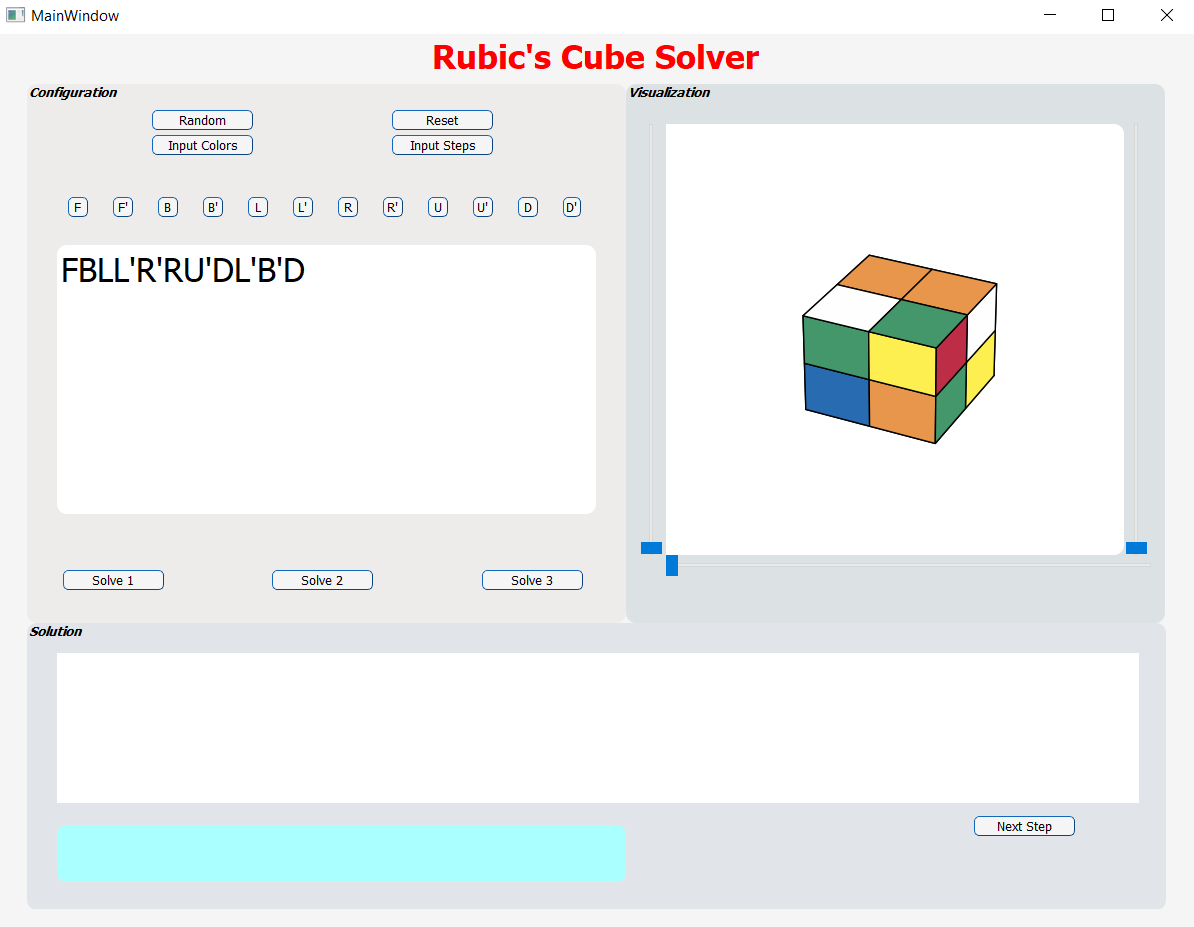 MainWindow
Rubic's Cube Solver
Configuration
Random Reset
Input Colors Input Steps
F F' B B' L L' R R' U U' D D'
FBLL'R'RU'DL'B'D
Solve 1 Solve 2 Solve 3
Visualization
Solution
Next Step